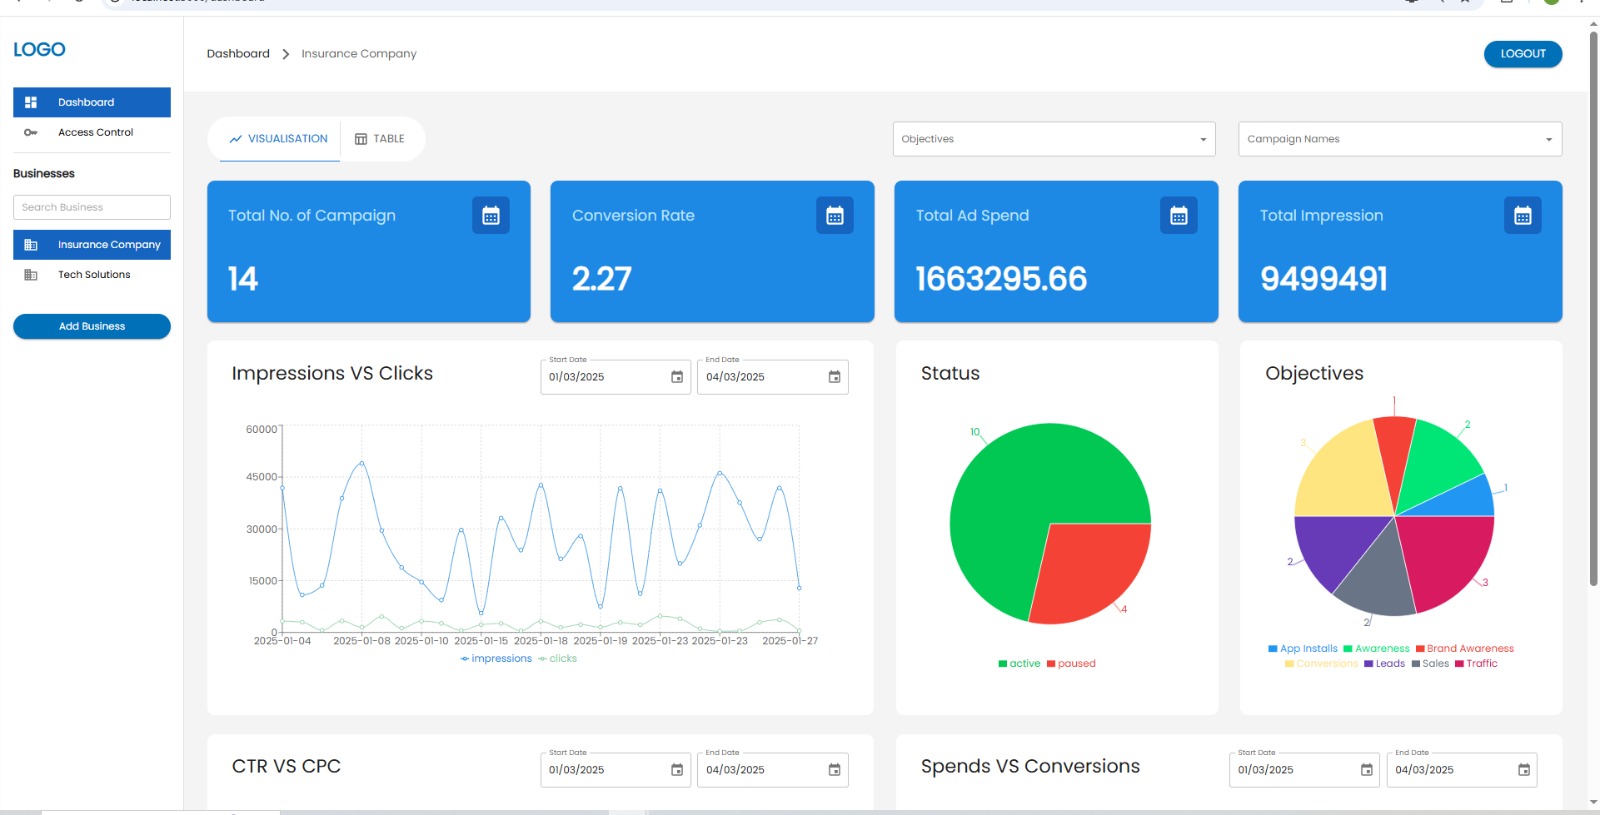 LOGO
Dashboard
Access Control
Businesses
Search Business
Insurance Company
Tech Solutions
Add Business
Dashboard > Insurance Company
LOGOUT
VISUALISATION
TABLE
Objectives
Campaign Names
Total No. of Campaign
14
Conversion Rate
2.27
Total Ad Spend
1663295.66
Total Impression
9499491
Impressions VS Clicks
Start Date
01/03/2025
End Date
04/03/2025
60000
45000
30000
15000
0
2025-01-04 2025-01-08 2025-01-10 2025-01-15 2025-01-18 2025-01-19 2025-01-23 2025-01-23 2025-01-27
impressions clicks
Status
10
4
active paused
Objectives
1
2
3
1
2
3
2
App Installs Awareness Brand Awareness
Conversions Leads Sales Traffic
CTR VS CPC
Start Date
01/03/2025
End Date
04/03/2025
Spends VS Conversions
Start Date
01/03/2025
End Date
04/03/2025